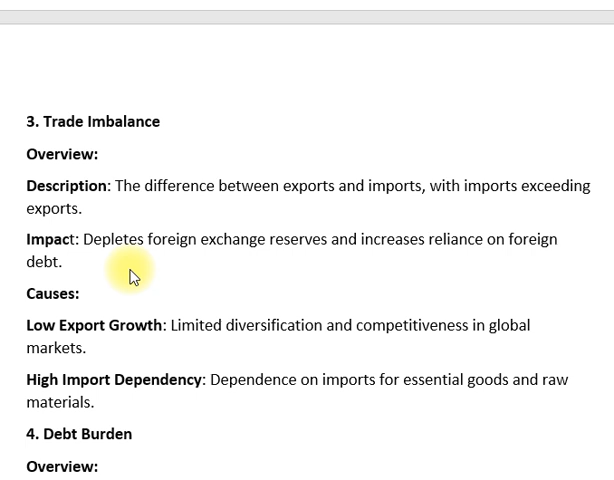 3. Trade Imbalance
Overview:
Description: The difference between exports and imports, with imports exceeding
exports.
Impact: Depletes foreign exchange reserves and increases reliance on foreign
debt.
Causes:
Low Export Growth: Limited diversification and competitiveness in global
markets.
High Import Dependency: Dependence on imports for essential goods and raw
materials.
4. Debt Burden
Overview: